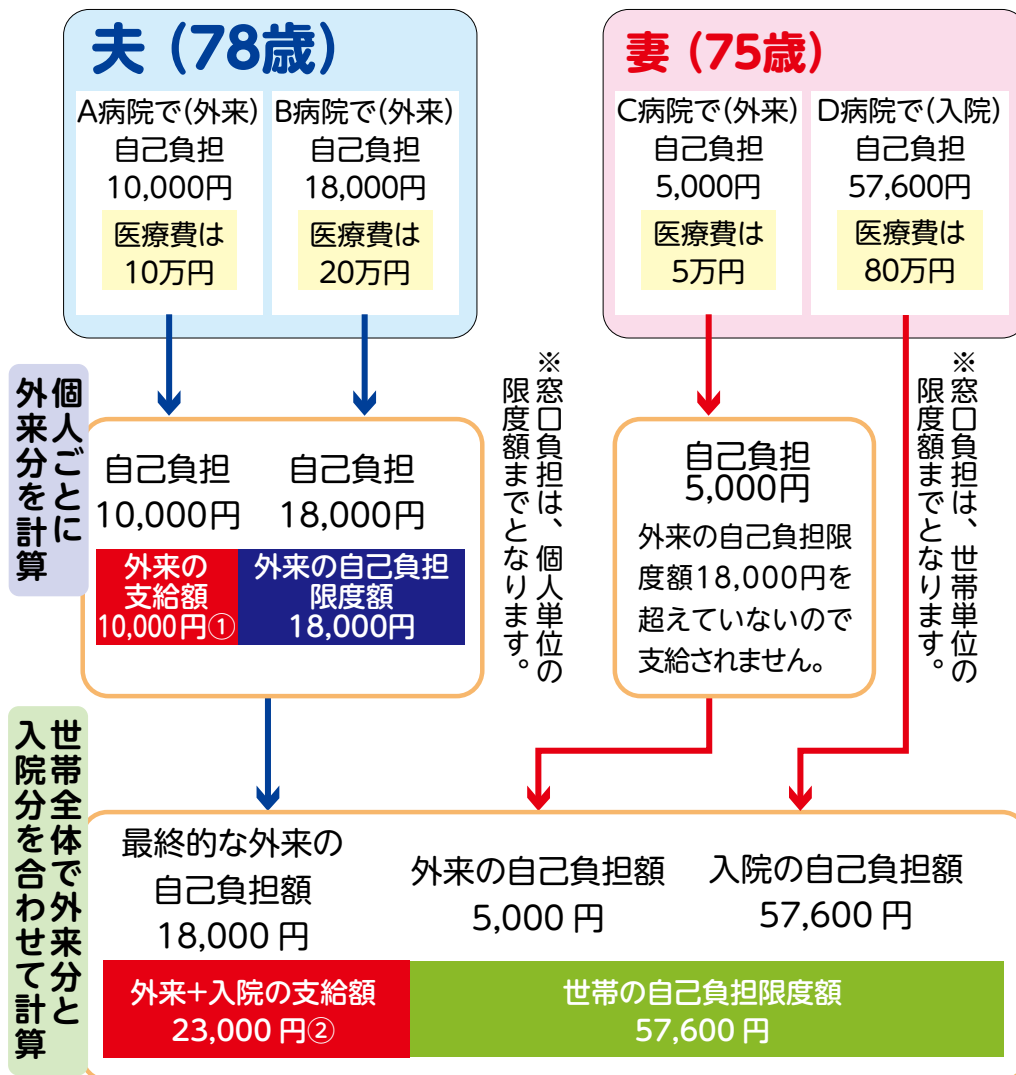 夫（78歳）
A病院で(外来)
自己負担
10,000円
医療費は
10万円
B病院で(外来)
自己負担
18,000円
医療費は
20万円
妻（75歳）
C病院で(外来)
自己負担
5,000円
医療費は
5万円
D病院で(入院)
自己負担
57,600円
医療費は
80万円
個人ごとに
外来分を計算
自己負担
10,000円
自己負担
18,000円
外来の
支給額
10,000円①
外来の自己負担
限度額
18,000円
※窓口負担は、個人単位の
限度額までとなります。
自己負担
5,000円
外来の自己負担限
度額18,000円を
超えていないので
支給されません。
※窓口負担は、世帯単位の
限度額までとなります。
世帯全体で外来分と
入院分を合わせて計算
最終的な外来の
自己負担額
18,000 円
外来の自己負担額
5,000 円
入院の自己負担額
57,600 円
外来+入院の支給額
23,000 円②
世帯の自己負担限度額
57,600 円